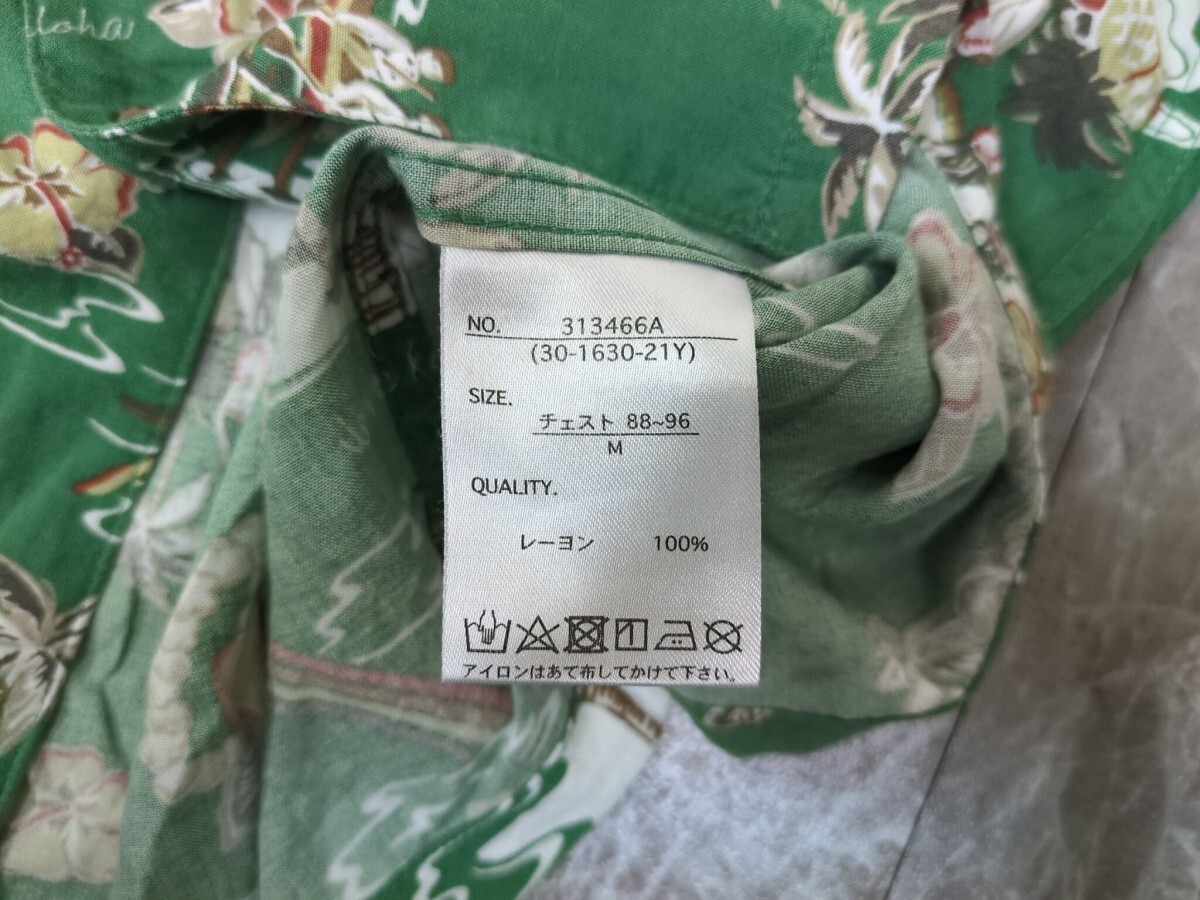 loha
NO. 313466A
(30-1630-21Y)
SIZE.
チェスト 88~96
M
QUALITY.
レーヨン 100%
アイロンはあて布してかけて下さい。